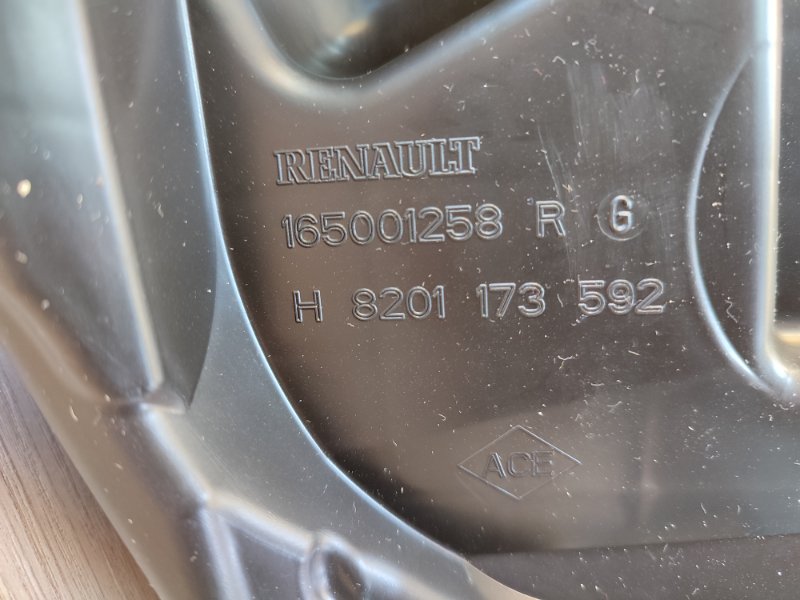 RENAULT
165001258 R G
H 8201 173 592
ACE